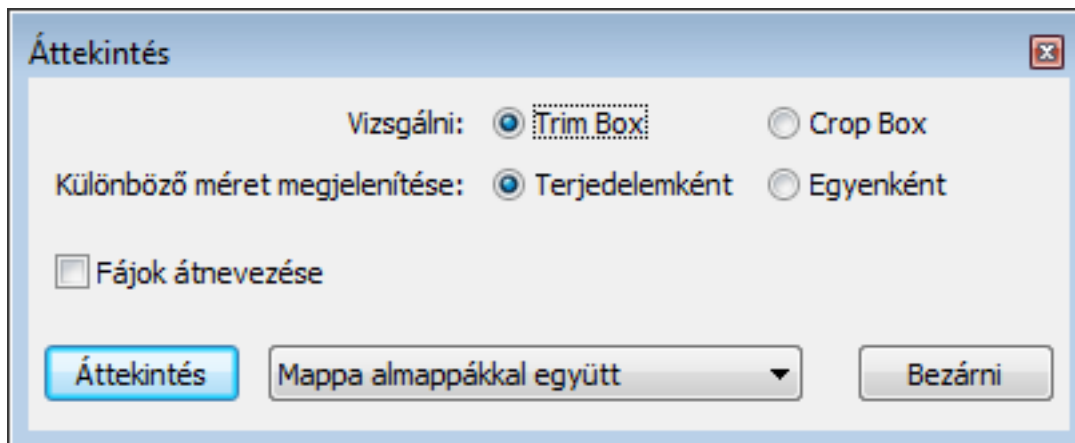 Áttekintés
Vizsgálni: Trim Box Crop Box
Különböző méret megjelenítése: Terjedelemként Egyenként
Fájok átnevezése
Áttekintés Mappa almappákkal együtt Bezárni